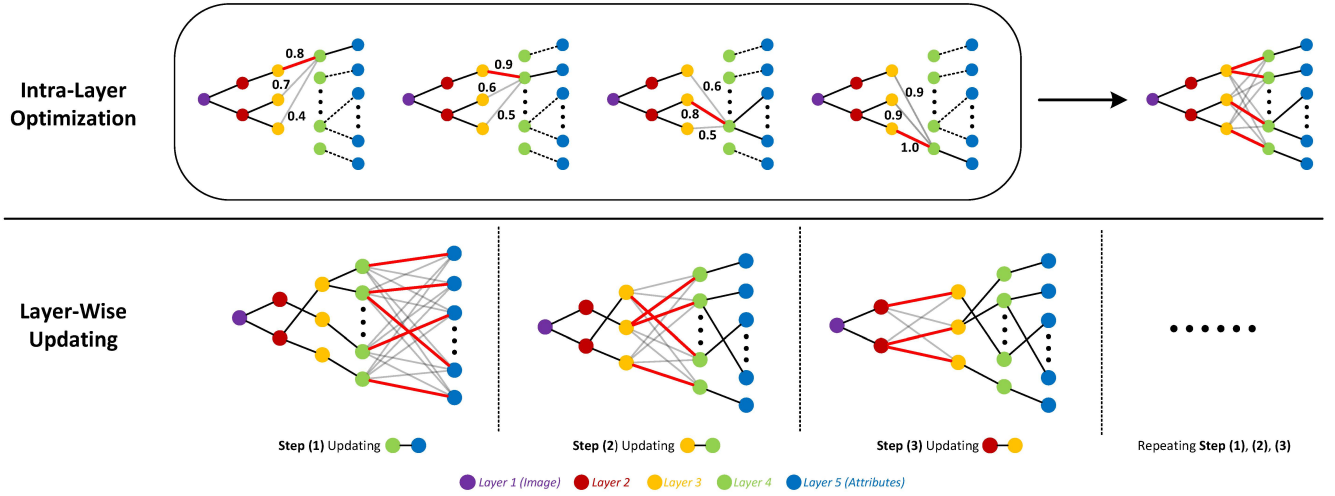 Intra-Layer
Optimization
0.8
0.7
0.4
0.9
0.6
0.5
0.6
0.8
0.5
0.9
0.9
1.0
Layer-Wise
Updating
Step (1) Updating
Step (2) Updating
Step (3) Updating
Repeating Step (1), (2), (3)
Layer 1 (Image)
Layer 2
Layer 3
Layer 4
Layer 5 (Attributes)